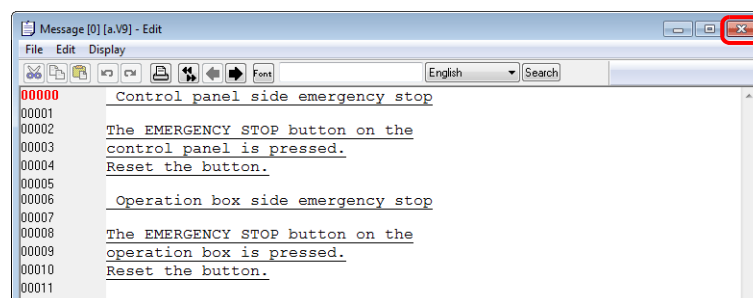 Message [0] [a.V9] - Edit
File Edit Display
Font English Search
00000 Control panel side emergency stop
00001
00002 The EMERGENCY STOP button on the
00003 control panel is pressed.
00004 Reset the button.
00005
00006 Operation box side emergency stop
00007
00008 The EMERGENCY STOP button on the
00009 operation box is pressed.
00010 Reset the button.
00011